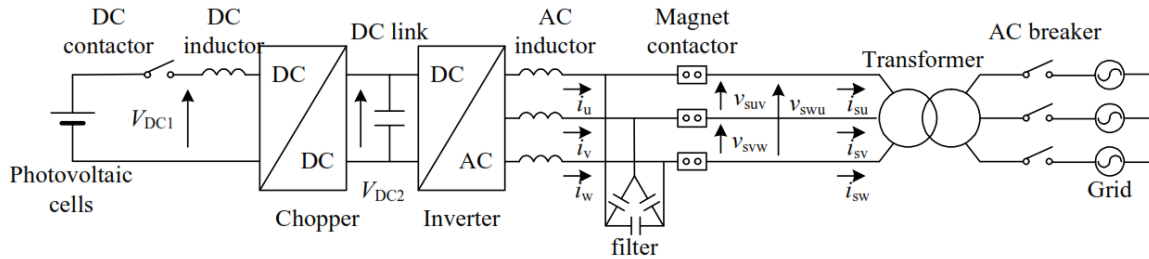 DC
contactor
DC
inductor
DC link
AC
inductor
Magnet
contactor
Transformer
AC breaker
DC
DC
V_DC1
V_DC2
DC
AC
i_u
i_v
i_w
v_suv
v_svw
v_swu
i_su
i_sv
i_sw
Photovoltaic
cells
Chopper
Inverter
filter
Grid